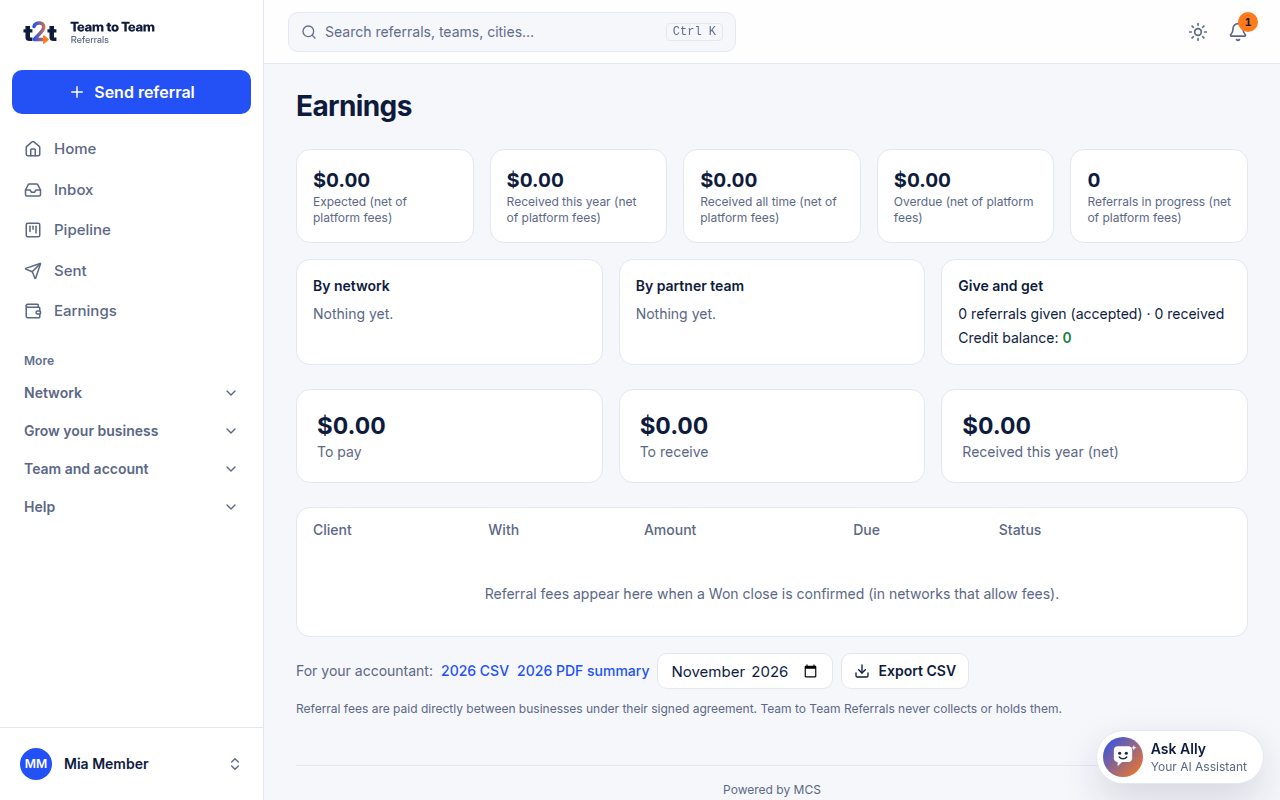 t2t Team to Team
Referrals
Search referrals, teams, cities...
Ctrl K
1
Send referral
Home
Inbox
Pipeline
Sent
Earnings
More
Network
Grow your business
Team and account
Help
MM Mia Member
Earnings
$0.00
Expected (net of
platform fees)
$0.00
Received this year (net
of platform fees)
$0.00
Received all time (net of
platform fees)
$0.00
Overdue (net of platform
fees)
0
Referrals in progress (net
of platform fees)
By network
Nothing yet.
By partner team
Nothing yet.
Give and get
0 referrals given (accepted) · 0 received
Credit balance: 0
$0.00
To pay
$0.00
To receive
$0.00
Received this year (net)
Client With Amount Due Status
Referral fees appear here when a Won close is confirmed (in networks that allow fees).
For your accountant: 2026 CSV 2026 PDF summary November 2026 Export CSV
Referral fees are paid directly between businesses under their signed agreement. Team to Team Referrals never collects or holds them.
Ask Ally
Your AI Assistant
Powered by MCS